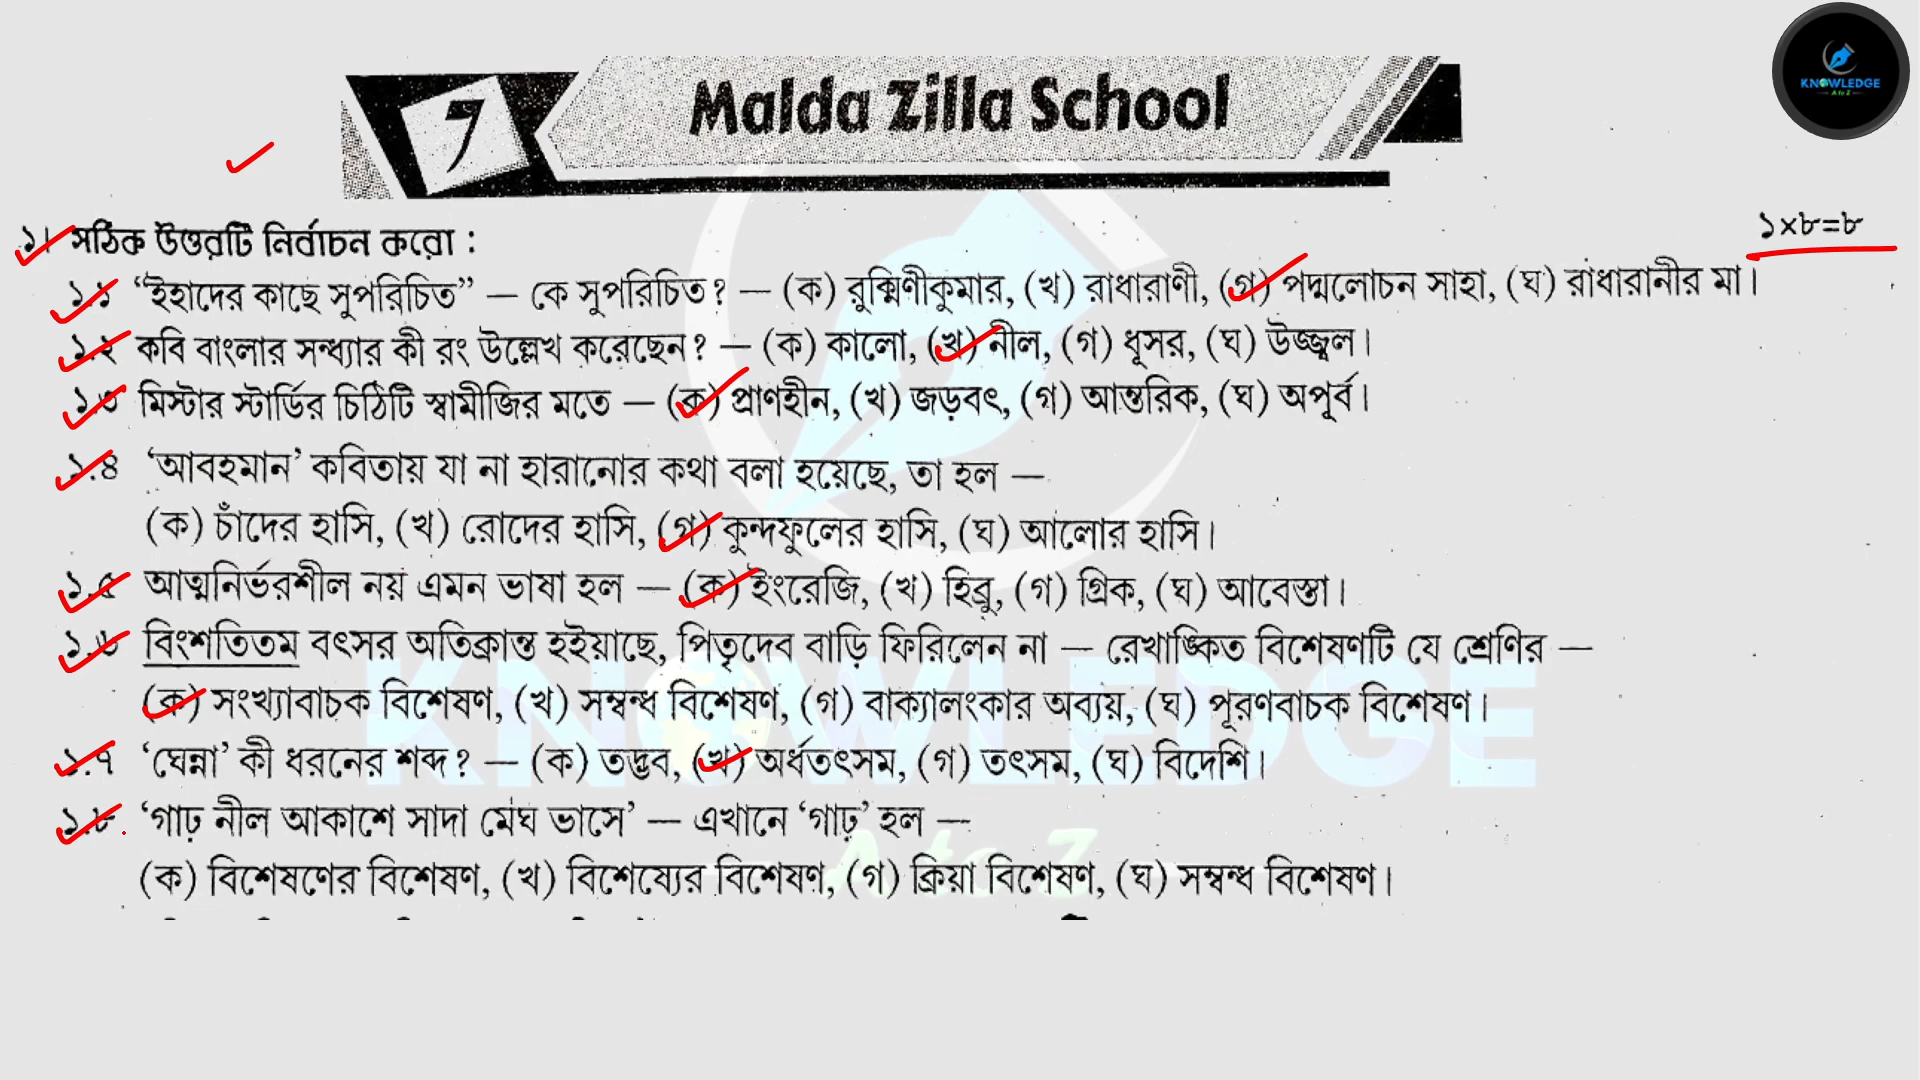 7
Malda Zilla School
KNOWLEDGE
A to Z
১। সঠিক উত্তরটি নির্বাচন করো :
১×৮=৮
১.১ “ইহাদের কাছে সুপরিচিত” — কে সুপরিচিত? — (ক) রুক্মিণীকুমার, (খ) রাধারাণী, (গ) পদ্মলোচন সাহা, (ঘ) রাধারানীর মা।
১.২ কবি বাংলার সন্ধ্যার কী রং উল্লেখ করেছেন? — (ক) কালো, (খ) নীল, (গ) ধূসর, (ঘ) উজ্জ্বল।
১.৩ মিস্টার স্টার্ডির চিঠিটি স্বামীজির মতে — (ক) প্রাণহীন, (খ) জড়বৎ, (গ) আন্তরিক, (ঘ) অপূর্ব।
১.৪ ‘আবহমান’ কবিতায় যা না হারানোর কথা বলা হয়েছে, তা হল —
(ক) চাঁদের হাসি, (খ) রোদের হাসি, (গ) কুন্দফুলের হাসি, (ঘ) আলোর হাসি।
১.৫ আত্মনির্ভরশীল নয় এমন ভাষা হল — (ক) ইংরেজি, (খ) হিব্রু, (গ) গ্রিক, (ঘ) আবেস্তা।
১.৬ বিংশতিতম বৎসর অতিক্রান্ত হইয়াছে, পিতৃদেব বাড়ি ফিরিলেন না — রেখাঙ্কিত বিশেষণটি যে শ্রেণির —
(ক) সংখ্যাবাচক বিশেষণ, (খ) সম্বন্ধ বিশেষণ, (গ) বাক্যালংকার অব্যয়, (ঘ) পূরণবাচক বিশেষণ।
১.৭ ‘ঘেন্না’ কী ধরনের শব্দ? — (ক) তদ্ভব, (খ) অর্ধতৎসম, (গ) তৎসম, (ঘ) বিদেশি।
১.৮ ‘গাঢ় নীল আকাশে সাদা মেঘ ভাসে’ — এখানে ‘গাঢ়’ হল —
(ক) বিশেষণের বিশেষণ, (খ) বিশেষ্যের বিশেষণ, (গ) ক্রিয়া বিশেষণ, (ঘ) সম্বন্ধ বিশেষণ।
KNOWLEDGE
A to Z